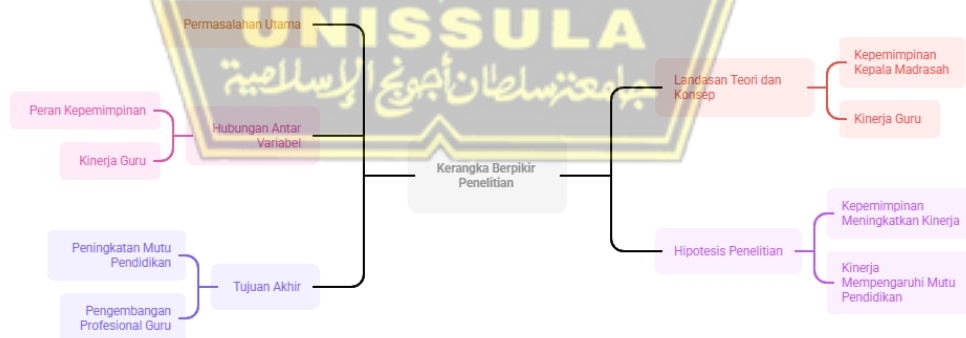 UNISSULA
جامعتنسلطان أجونج الإسلامية
Permasalahan Utama
Peran Kepemimpinan
Kinerja Guru
Hubungan Antar
Variabel
Peningkatan Mutu
Pendidikan
Pengembangan
Profesional Guru
Tujuan Akhir
Kerangka Berpikir
Penelitian
Landasan Teori dan
Konsep
Kepemimpinan
Kepala Madrasah
Kinerja Guru
Hipotesis Penelitian
Kepemimpinan
Meningkatkan Kinerja
Kinerja
Mempengaruhi Mutu
Pendidikan